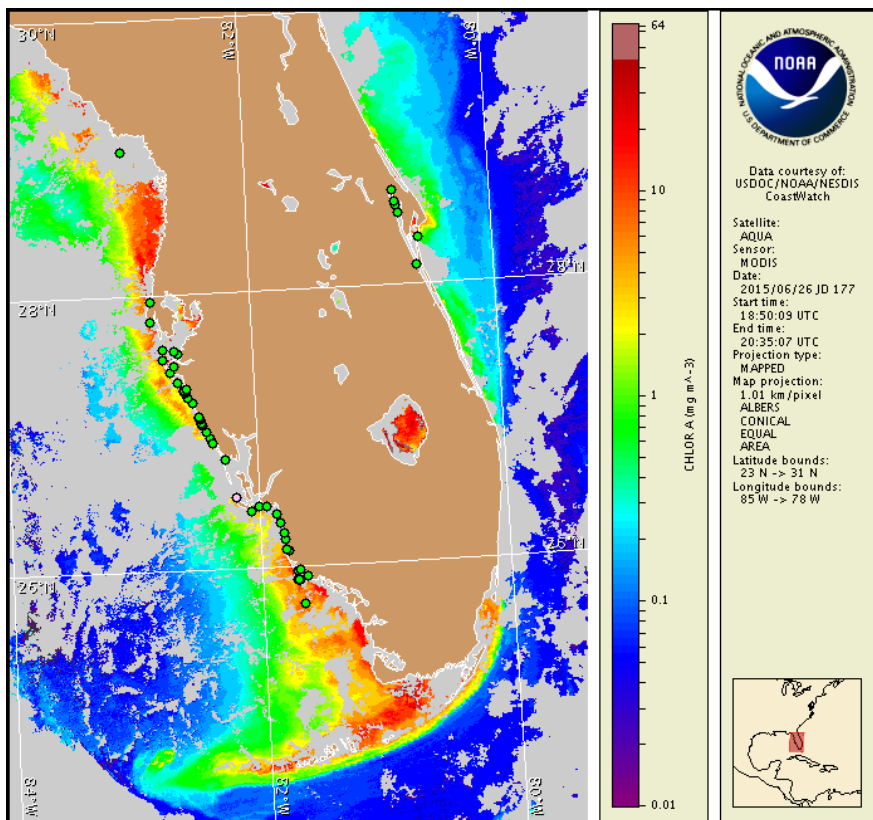 30°N
82°W
80°W
28°N
28°N
26°N
26°N
84°W
82°W
80°W
64
10
1
0.1
0.01
CHLOR A (mg m^-3)
NATIONAL OCEANIC AND ATMOSPHERIC ADMINISTRATION
NOAA
U.S. DEPARTMENT OF COMMERCE
Data courtesy of:
USDOC/NOAA/NESDIS
CoastWatch
Satellite:
AQUA
Sensor:
MODIS
Date:
2015/06/26 JD 177
Start time:
18:50:09 UTC
End time:
20:35:07 UTC
Projection type:
MAPPED
Map projection:
1.01 km/pixel
ALBERS
CONICAL
EQUAL
AREA
Latitude bounds:
23 N -> 31 N
Longitude bounds:
85 W -> 78 W